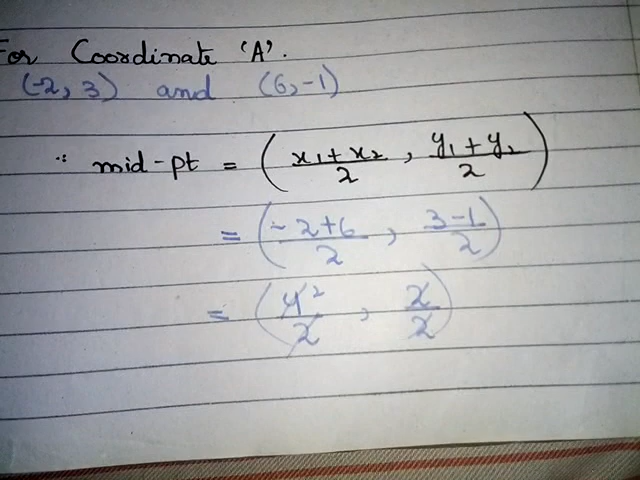 For Coordinate 'A'.
(-2, 3) and (6, -1)
∵ mid-pt = (x₁ + x₂ / 2 , y₁ + y₂ / 2)
= (-2+6 / 2 , 3-1 / 2)
= (4 2 / 2 , 2 / 2)